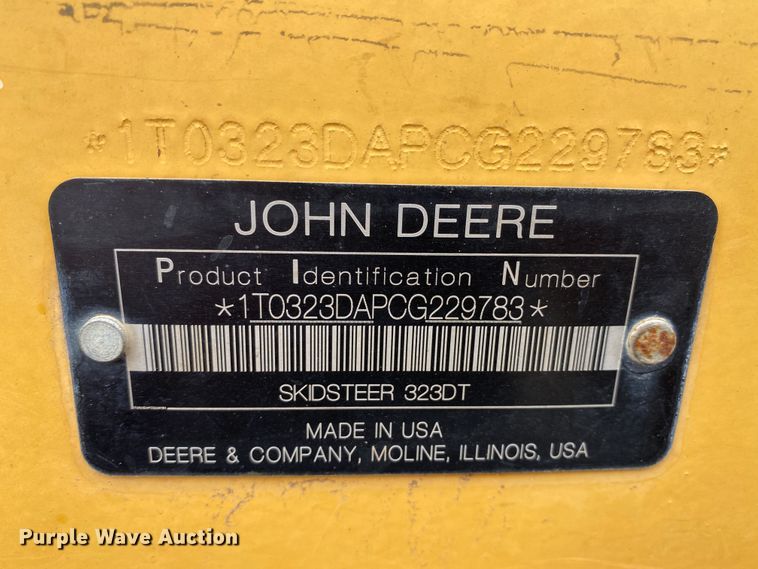 *1T0323DAPCG229783*
JOHN DEERE
Product Identification Number
*1T0323DAPCG229783*
SKIDSTEER 323DT
MADE IN USA
DEERE & COMPANY, MOLINE, ILLINOIS, USA
Purple Wave Auction